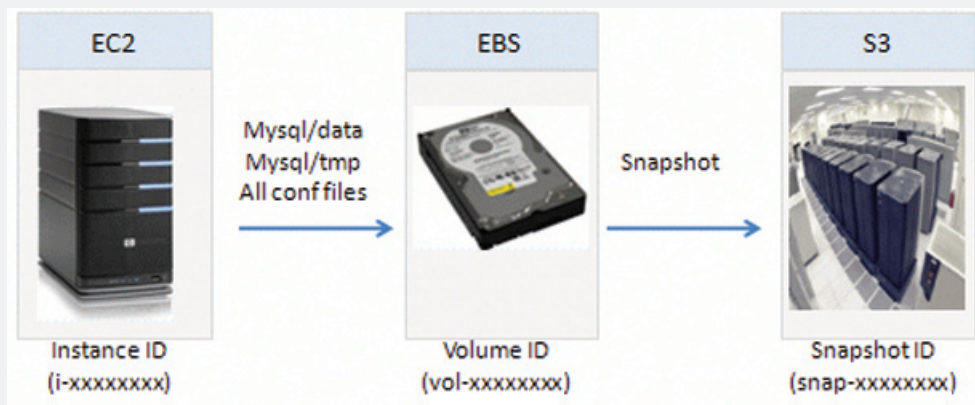 EC2
EBS
S3
Mysql/data
Mysql/tmp
All conf files
Snapshot
Instance ID
(i-xxxxxxxx)
Volume ID
(vol-xxxxxxxx)
Snapshot ID
(snap-xxxxxxxx)